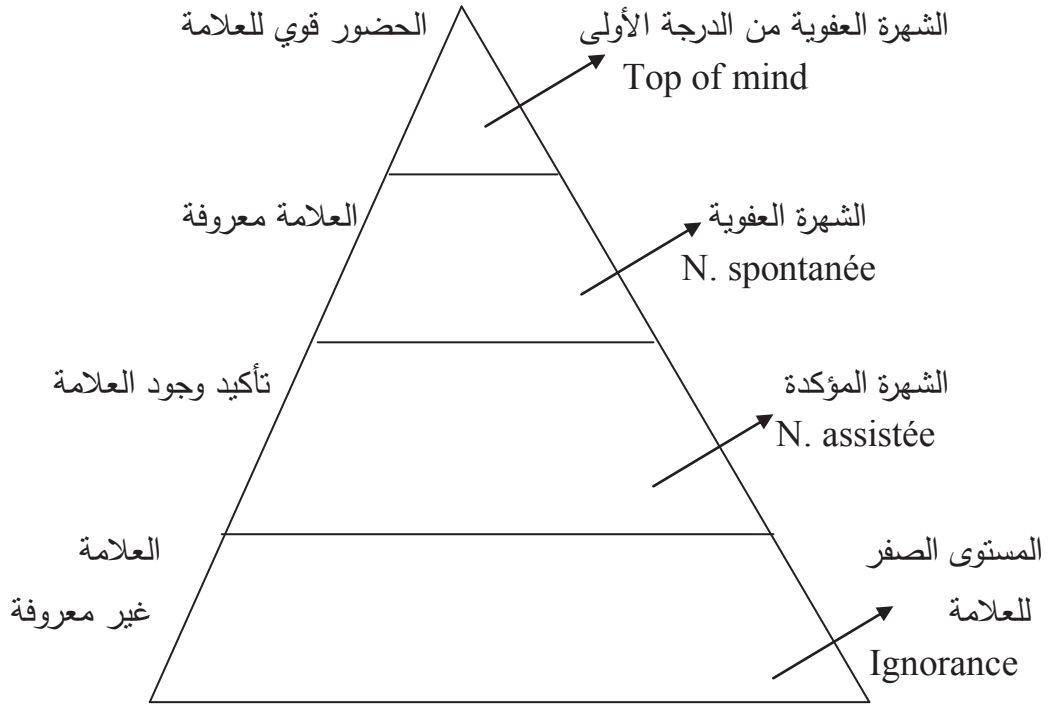 الشهرة العفوية من الدرجة الأولى
Top of mind
الحضور قوي للعلامة
الشهرة العفوية
N. spontanée
العلامة معروفة
الشهرة المؤكدة
N. assistée
تأكيد وجود العلامة
المستوى الصفر
للعلامة
Ignorance
العلامة
غير معروفة